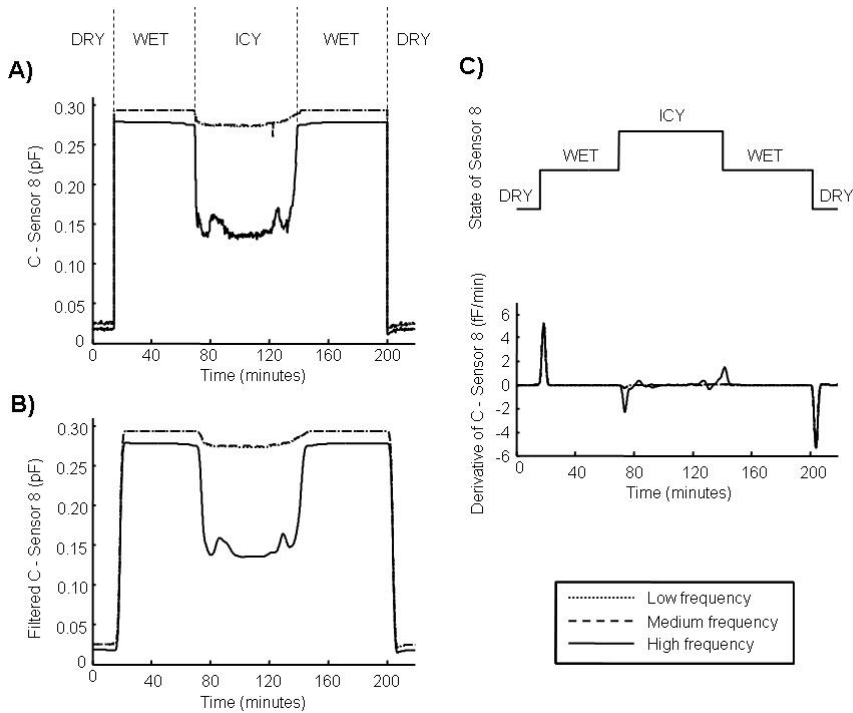 DRY WET ICY WET DRY
A)
0.30
0.25
0.20
0.15
0.10
0.05
0
C - Sensor 8 (pF)
0 40 80 120 160 200
Time (minutes)
B)
0.30
0.25
0.20
0.15
0.10
0.05
0
Filtered C - Sensor 8 (pF)
0 40 80 120 160 200
Time (minutes)
C)
State of Sensor 8
ICY
WET WET
DRY DRY
6
4
2
0
-2
-4
-6
Derivative of C - Sensor 8 (fF/min)
0 40 80 120 160 200
Time (minutes)
Low frequency
Medium frequency
High frequency